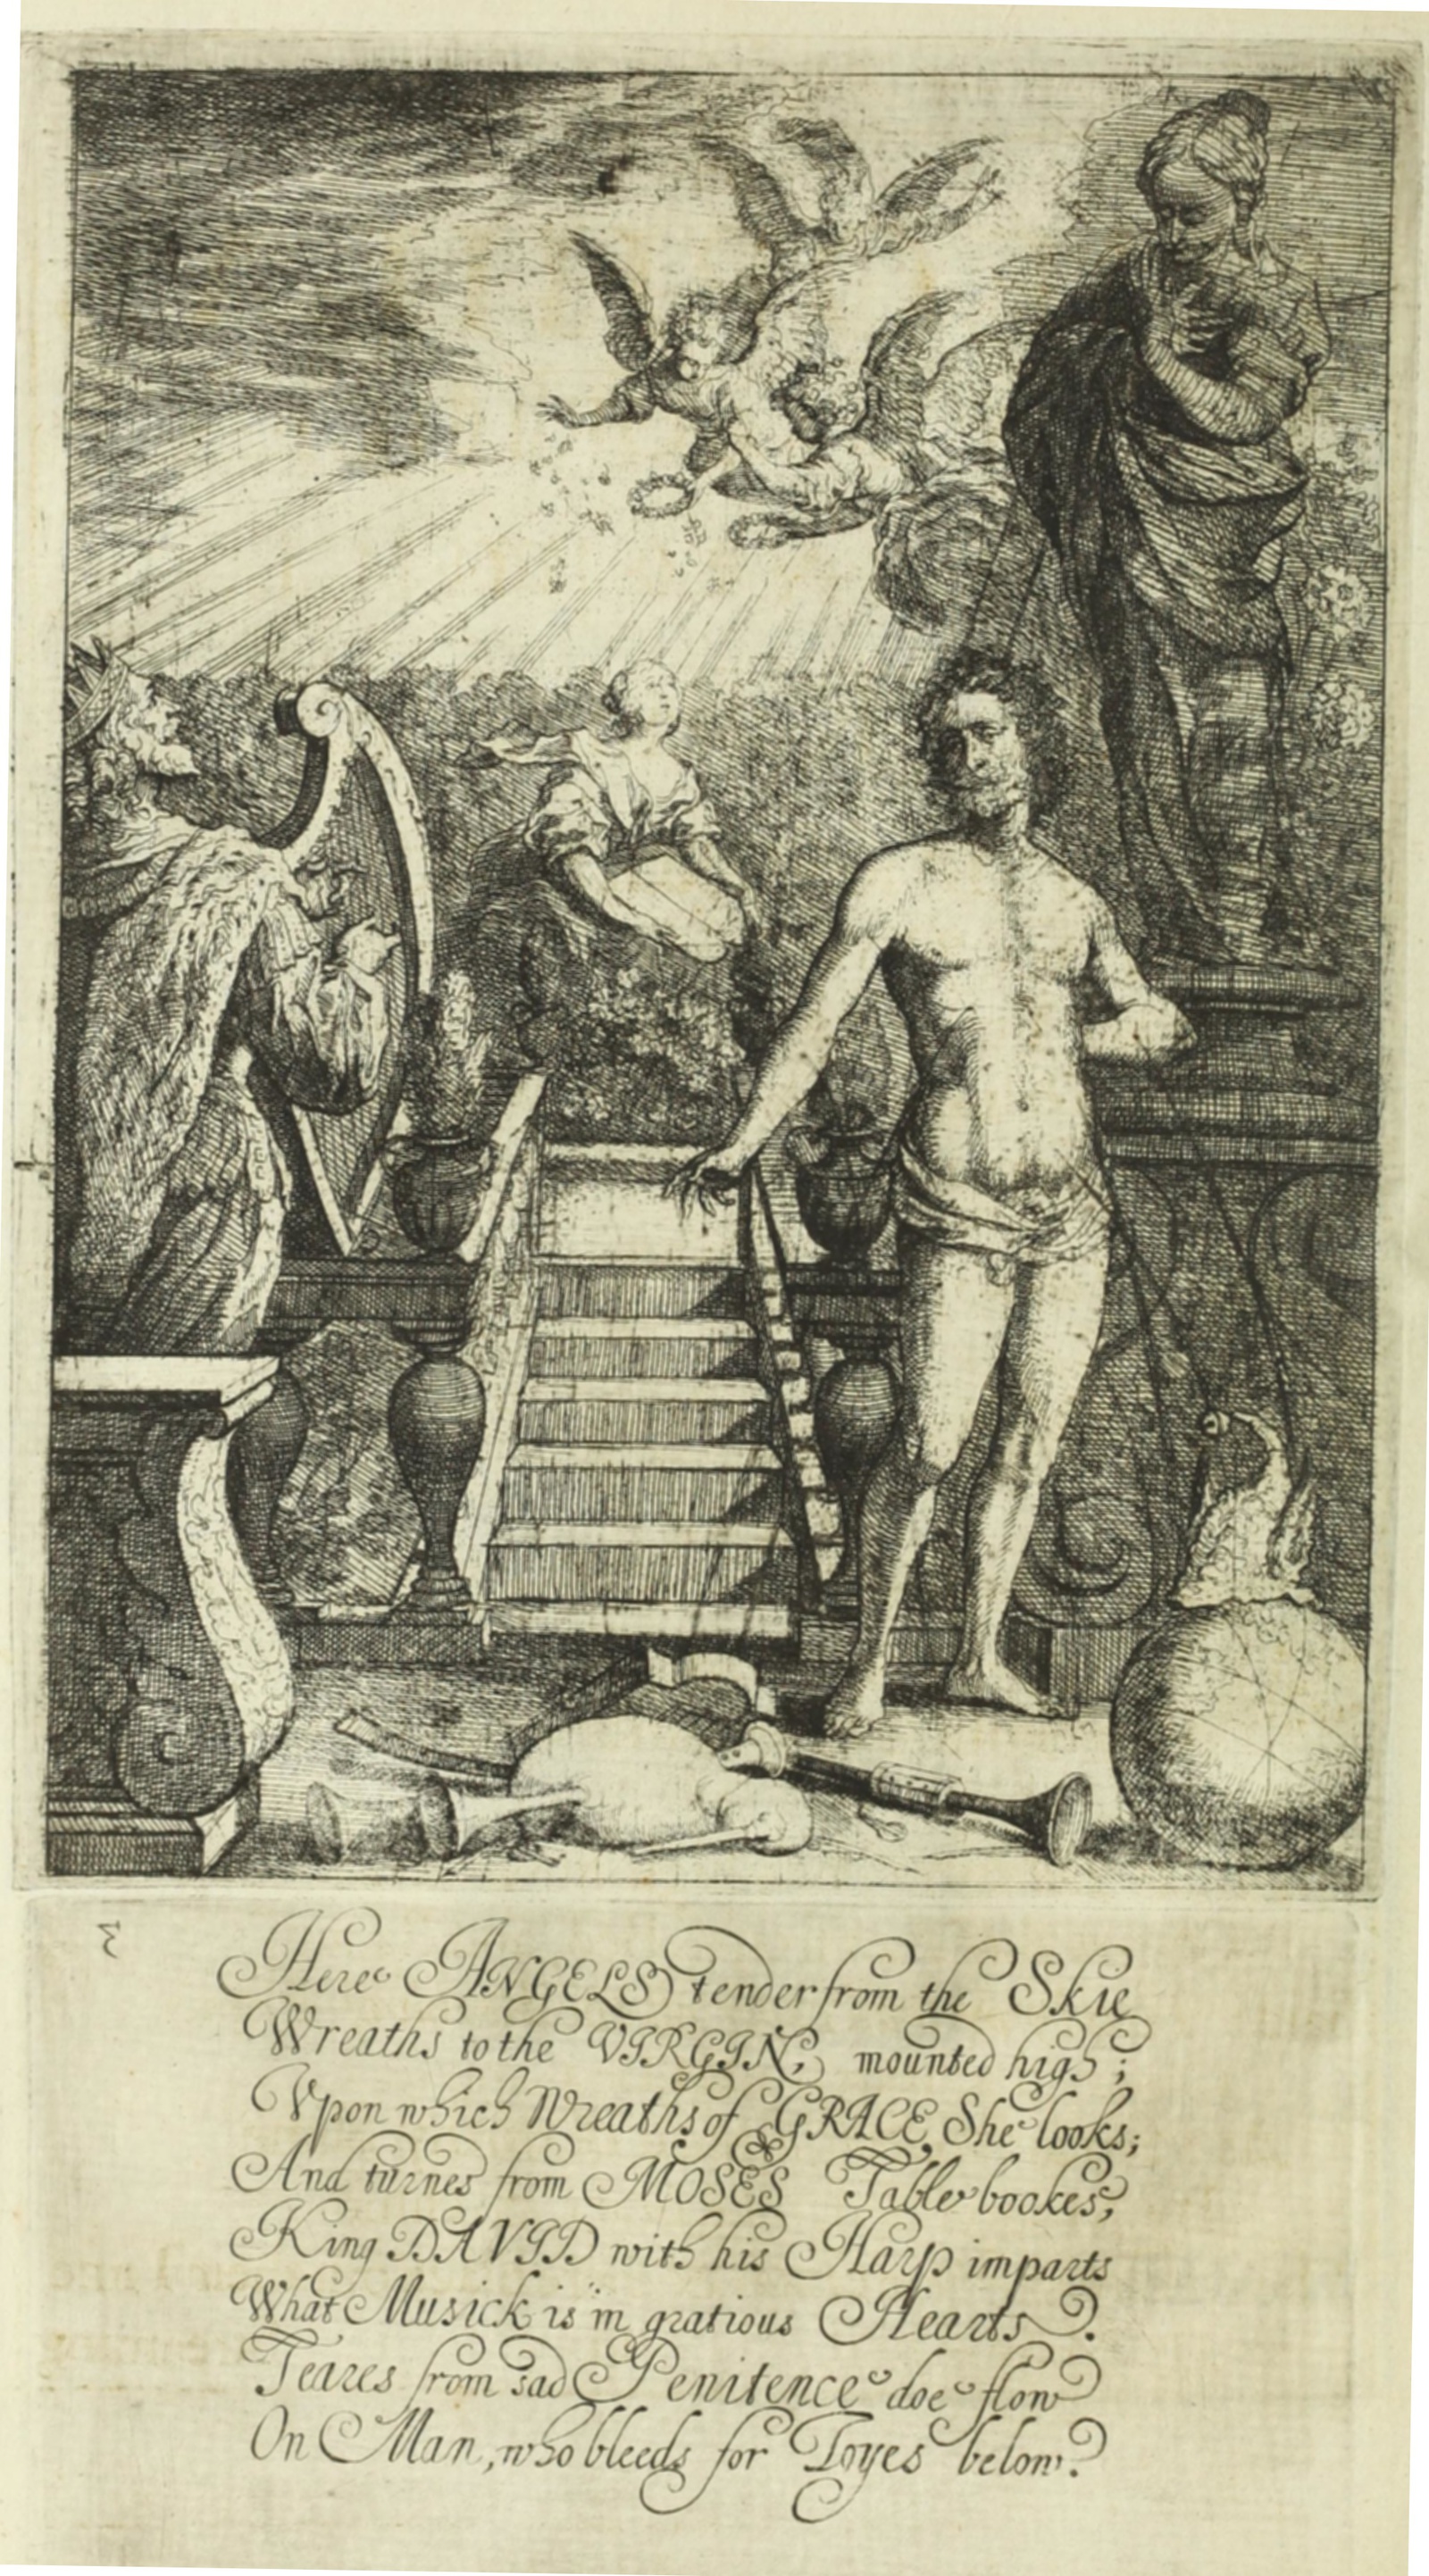 3
Here ANGELS tender from the Skie
Wreaths to the VIRGIN, mounted high;
Vpon which Wreaths of GRACE She looks;
And turnes from MOSES Table bookes;
King DAVID with his Harp imparts
What Musick is in gratious Hearts.
Teares from sad Penitence doe flow
On Man, who bleeds for Toyes below.